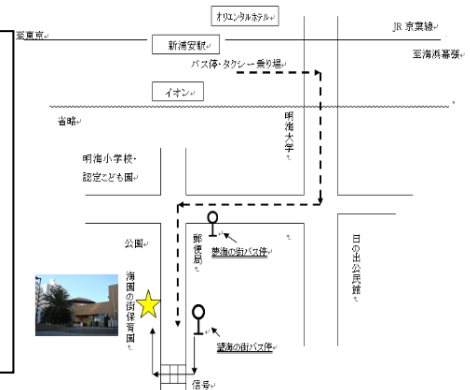 オリエンタルホテル
JR 京葉線
至東京
新浦安駅
至海浜幕張
バス停・タクシー乗り場
イオン
省略
明海大学
明海小学校・
認定こども園
公園
郵便局
夢海の街バス停
日の出公民館
海園の街保育園
望海の街バス停
信号